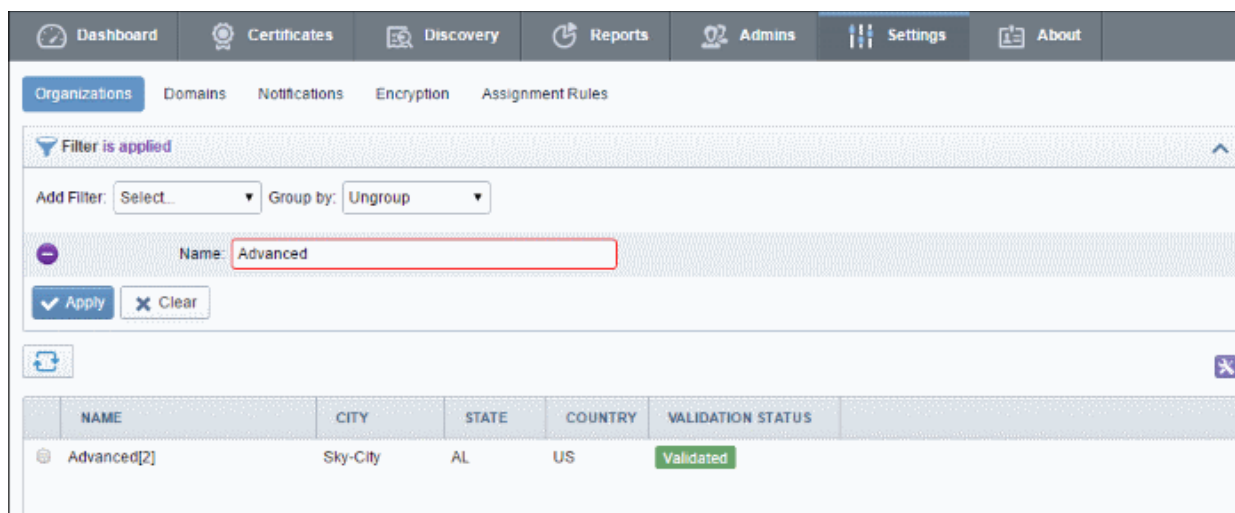 Dashboard Certificates Discovery Reports Admins Settings About
Organizations Domains Notifications Encryption Assignment Rules
Filter is applied
Add Filter: Select... Group by: Ungroup
Name: Advanced
Apply Clear
NAME CITY STATE COUNTRY VALIDATION STATUS
Advanced[2] Sky-City AL US Validated